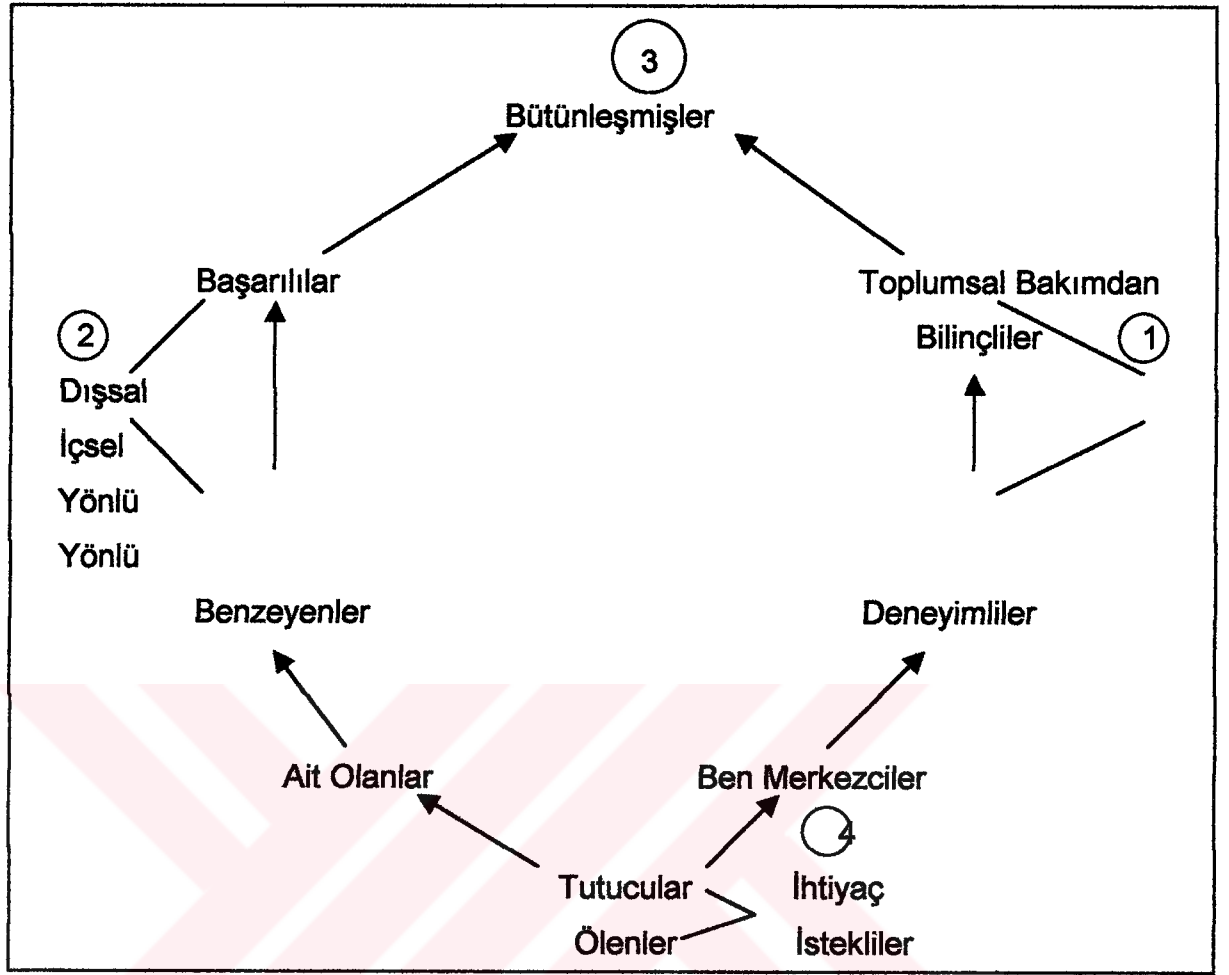 3
Bütünleşmişler
Başarılılar
Toplumsal Bakımdan
Bilinçliler
2
1
Dışsal
İçsel
Yönlü
Yönlü
Benzeyenler
Deneyimliler
Ait Olanlar
Ben Merkezciler
4
Tutucular
İhtiyaç
Ölenler
İstekliler